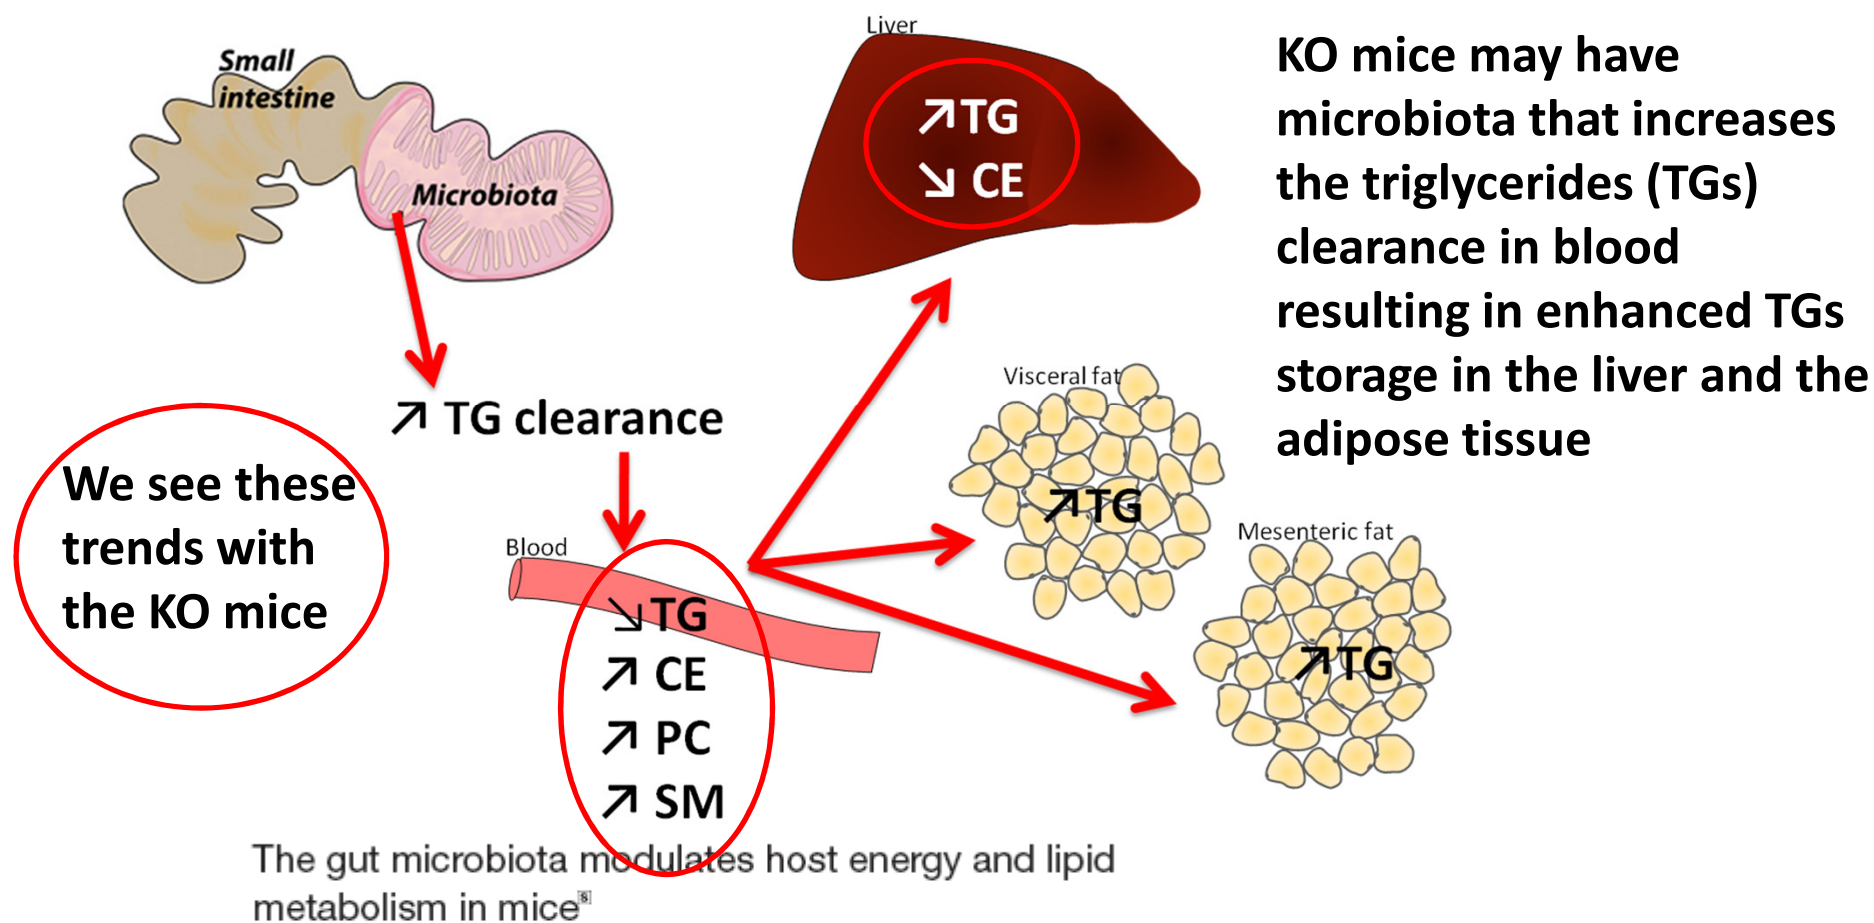 Small
intestine
Microbiota
Liver
↗TG
↘ CE
KO mice may have
microbiota that increases
the triglycerides (TGs)
clearance in blood
resulting in enhanced TGs
storage in the liver and the
adipose tissue
↗ TG clearance
We see these
trends with
the KO mice
Visceral fat
↗TG
Mesenteric fat
↗TG
Blood
↘TG
↗ CE
↗ PC
↗ SM
The gut microbiota modulates host energy and lipid
metabolism in mice